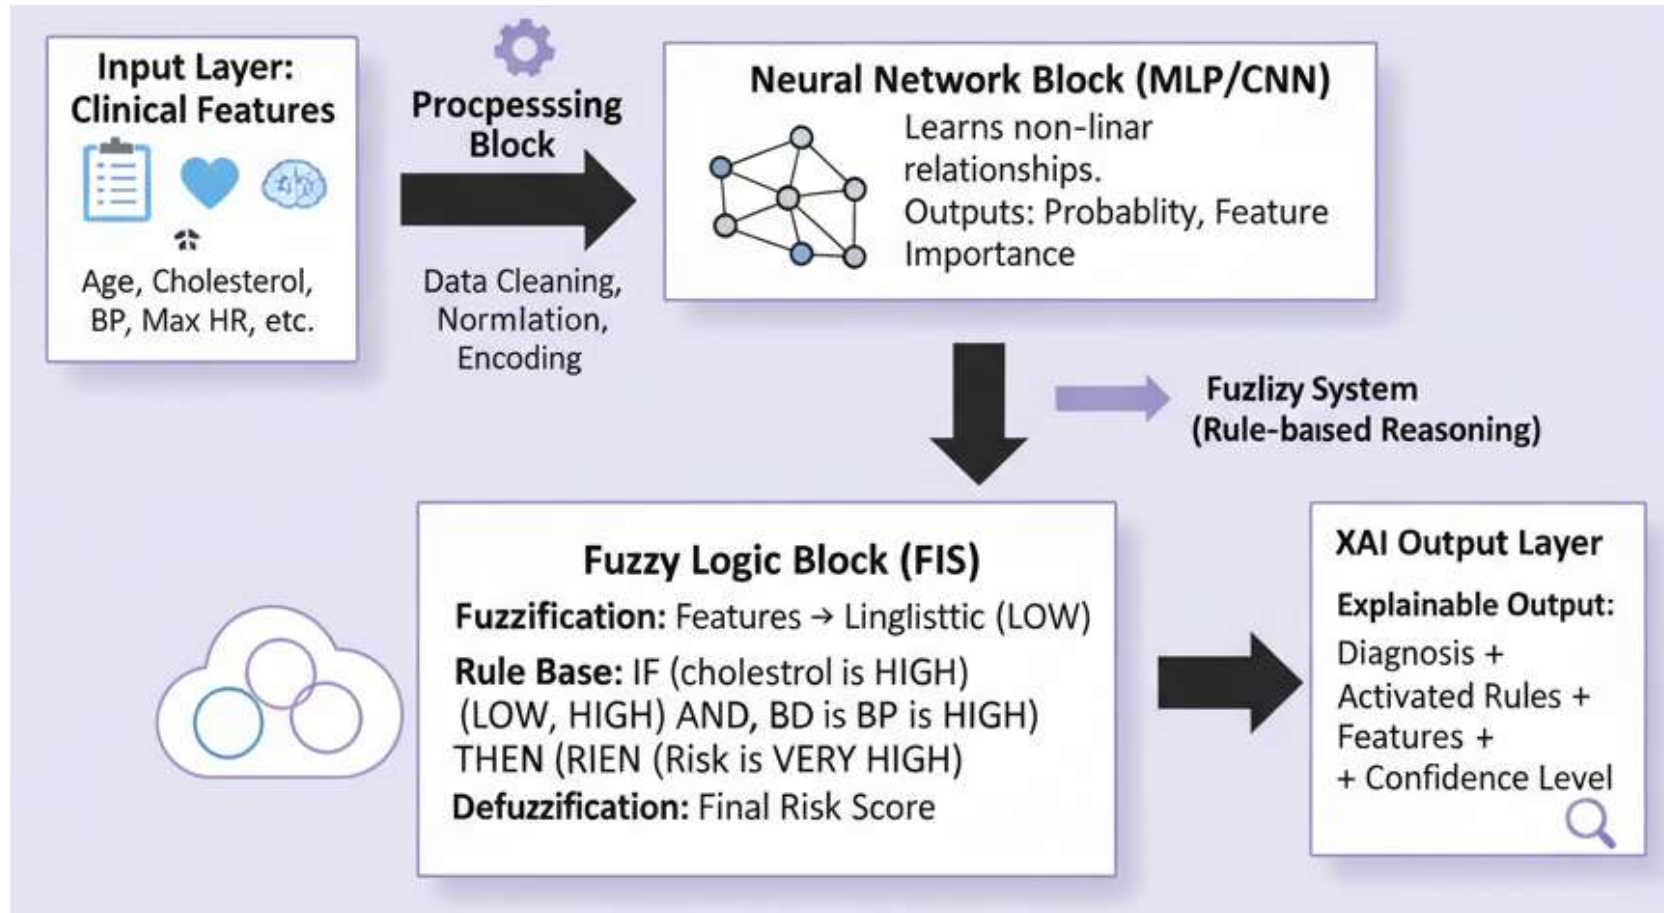 Input Layer:
Clinical Features
Age, Cholesterol,
BP, Max HR, etc.
Procpesssing
Block
Data Cleaning,
Normlation,
Encoding
Neural Network Block (MLP/CNN)
Learns non-linar
relationships.
Outputs: Probablity, Feature
Importance
Fuzlizy System
(Rule-baısed Reasoning)
Fuzzy Logic Block (FIS)
Fuzzification: Features → Linglisttic (LOW)
Rule Base: IF (cholestrol is HIGH)
(LOW, HIGH) AND, BD is BP is HIGH)
THEN (RIEN (Risk is VERY HIGH)
Defuzzification: Final Risk Score
XAI Output Layer
Explainable Output:
Diagnosis +
Activated Rules +
Features +
+ Confidence Level